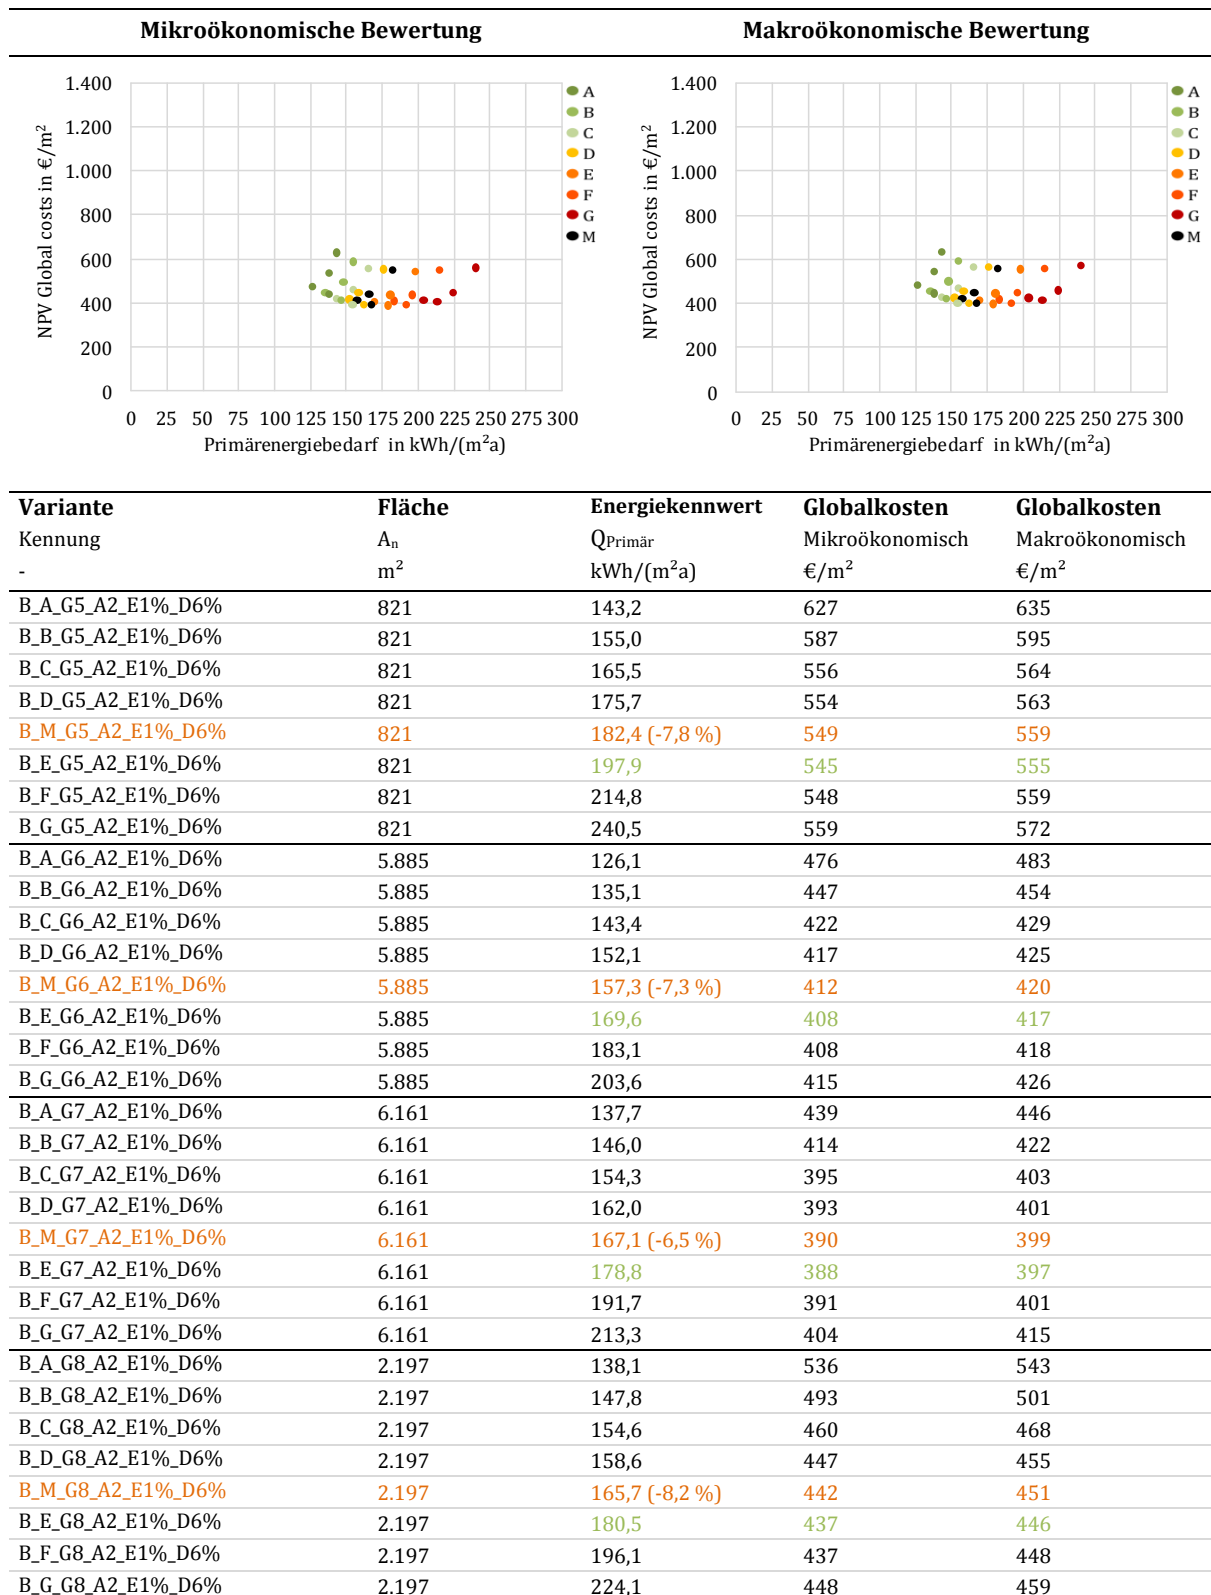 Mikroökonomische Bewertung
Makroökonomische Bewertung
NPV Global costs in €/m²
1.400
1.200
1.000
800
600
400
200
0
0 25 50 75 100 125 150 175 200 225 250 275 300
Primärenergiebedarf in kWh/(m²a)
A
B
C
D
E
F
G
M
NPV Global costs in €/m²
1.400
1.200
1.000
800
600
400
200
0
0 25 50 75 100 125 150 175 200 225 250 275 300
Primärenergiebedarf in kWh/(m²a)
A
B
C
D
E
F
G
M
Variante Fläche Energiekennwert Globalkosten Globalkosten
Kennung An QPrimär Mikroökonomisch Makroökonomisch
- m² kWh/(m²a) €/m² €/m²
B_A_G5_A2_E1%_D6% 821 143,2 627 635
B_B_G5_A2_E1%_D6% 821 155,0 587 595
B_C_G5_A2_E1%_D6% 821 165,5 556 564
B_D_G5_A2_E1%_D6% 821 175,7 554 563
B_M_G5_A2_E1%_D6% 821 182,4 (-7,8 %) 549 559
B_E_G5_A2_E1%_D6% 821 197,9 545 555
B_F_G5_A2_E1%_D6% 821 214,8 548 559
B_G_G5_A2_E1%_D6% 821 240,5 559 572
B_A_G6_A2_E1%_D6% 5.885 126,1 476 483
B_B_G6_A2_E1%_D6% 5.885 135,1 447 454
B_C_G6_A2_E1%_D6% 5.885 143,4 422 429
B_D_G6_A2_E1%_D6% 5.885 152,1 417 425
B_M_G6_A2_E1%_D6% 5.885 157,3 (-7,3 %) 412 420
B_E_G6_A2_E1%_D6% 5.885 169,6 408 417
B_F_G6_A2_E1%_D6% 5.885 183,1 408 418
B_G_G6_A2_E1%_D6% 5.885 203,6 415 426
B_A_G7_A2_E1%_D6% 6.161 137,7 439 446
B_B_G7_A2_E1%_D6% 6.161 146,0 414 422
B_C_G7_A2_E1%_D6% 6.161 154,3 395 403
B_D_G7_A2_E1%_D6% 6.161 162,0 393 401
B_M_G7_A2_E1%_D6% 6.161 167,1 (-6,5 %) 390 399
B_E_G7_A2_E1%_D6% 6.161 178,8 388 397
B_F_G7_A2_E1%_D6% 6.161 191,7 391 401
B_G_G7_A2_E1%_D6% 6.161 213,3 404 415
B_A_G8_A2_E1%_D6% 2.197 138,1 536 543
B_B_G8_A2_E1%_D6% 2.197 147,8 493 501
B_C_G8_A2_E1%_D6% 2.197 154,6 460 468
B_D_G8_A2_E1%_D6% 2.197 158,6 447 455
B_M_G8_A2_E1%_D6% 2.197 165,7 (-8,2 %) 442 451
B_E_G8_A2_E1%_D6% 2.197 180,5 437 446
B_F_G8_A2_E1%_D6% 2.197 196,1 437 448
B_G_G8_A2_E1%_D6% 2.197 224,1 448 459